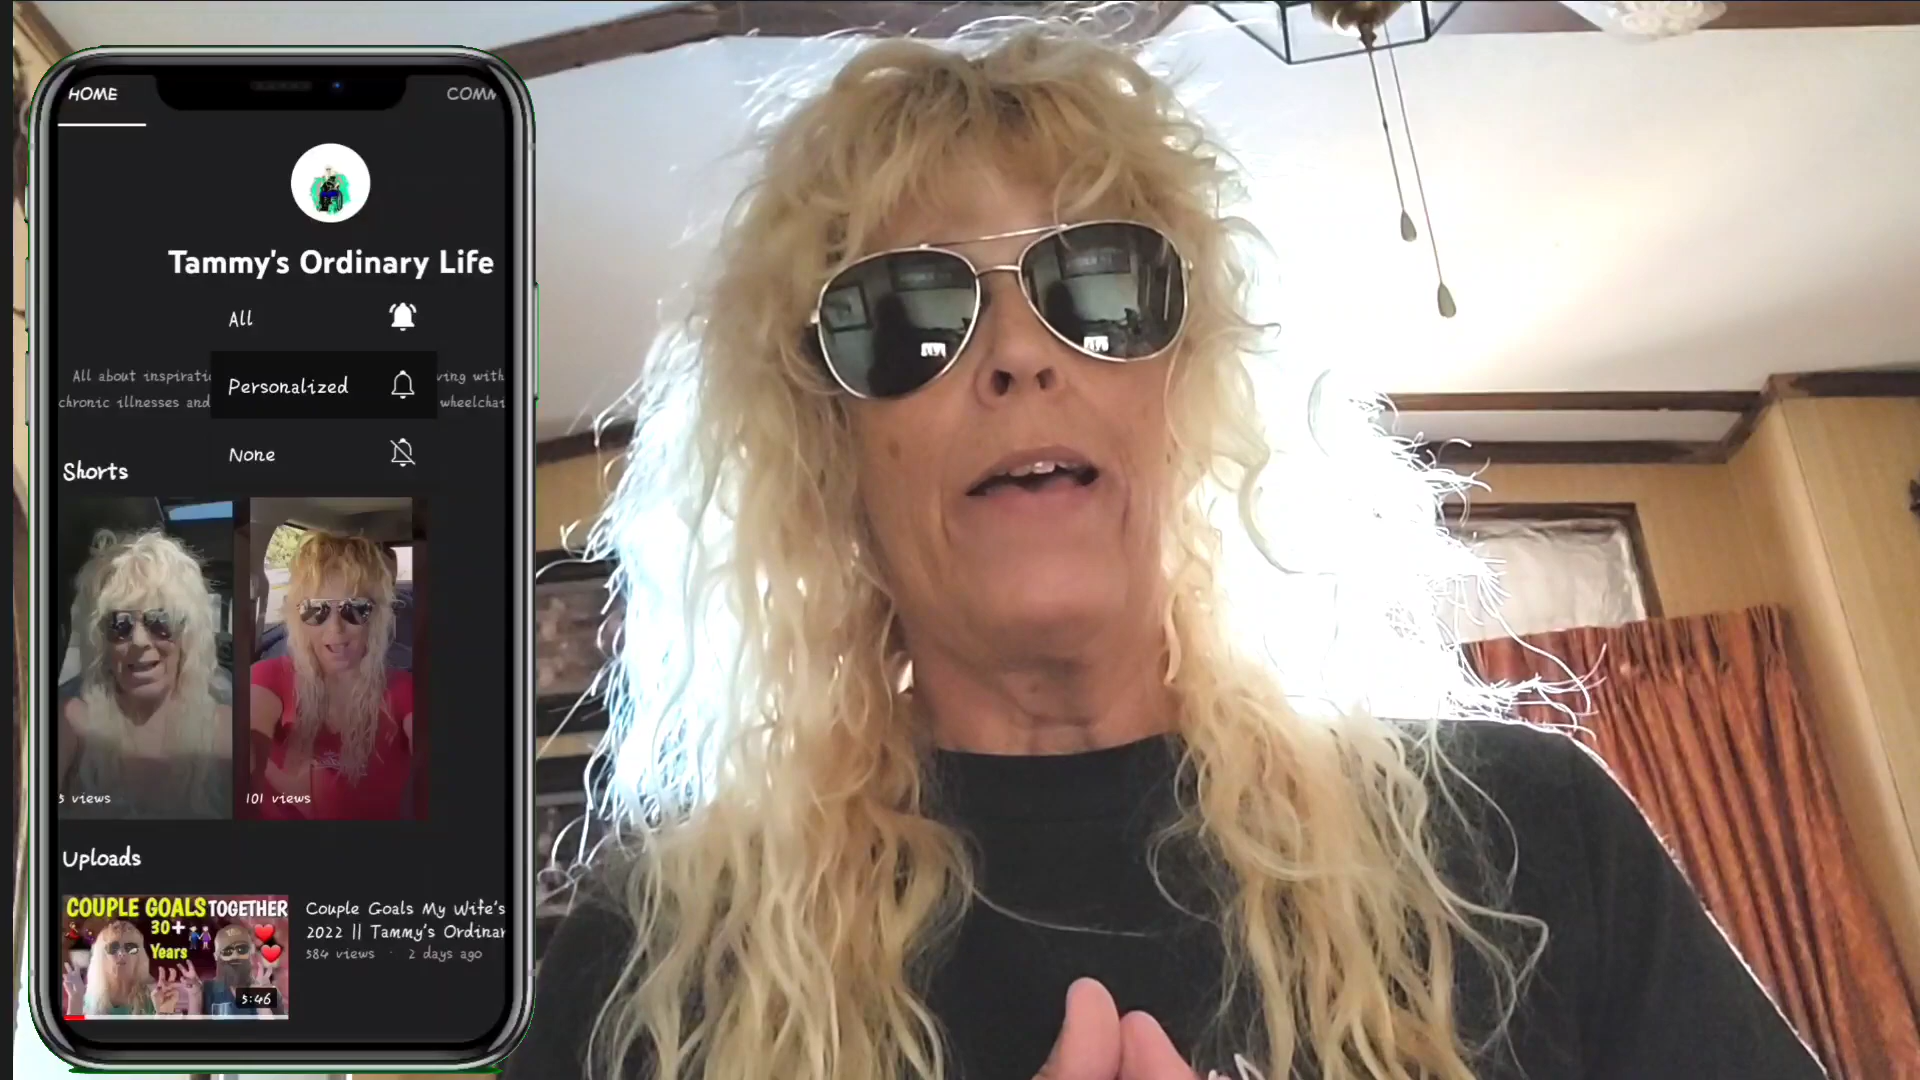 HOME
COMM
Tammy's Ordinary Life
All
All about inspirati
ving with
Personalized
chronic illnesses and
wheelchai
None
Shorts
5 views
101 views
Uploads
COUPLE GOALS TOGETHER
30+
Years
5:46
Couple Goals My Wife's
2022 || Tammy's Ordinar
584 views · 2 days ago